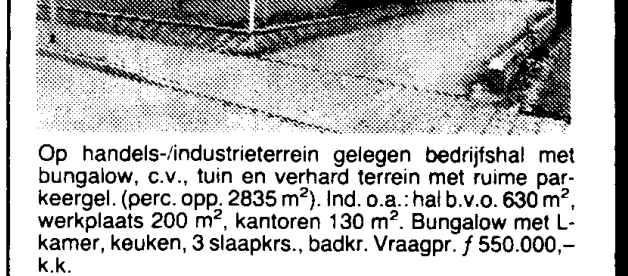 Op handels-/industrieterrein gelegen bedrijfshal met
bungalow, c.v., tuin en verhard terrein met ruime par-
keergel. (perc. opp. 2835 m²). Ind. o.a.: hal b.v.o. 630 m²,
werkplaats 200 m², kantoren 130 m². Bungalow met L-
kamer, keuken, 3 slaapkrs., badkr. Vraagpr. ƒ 550.000,–
k.k.